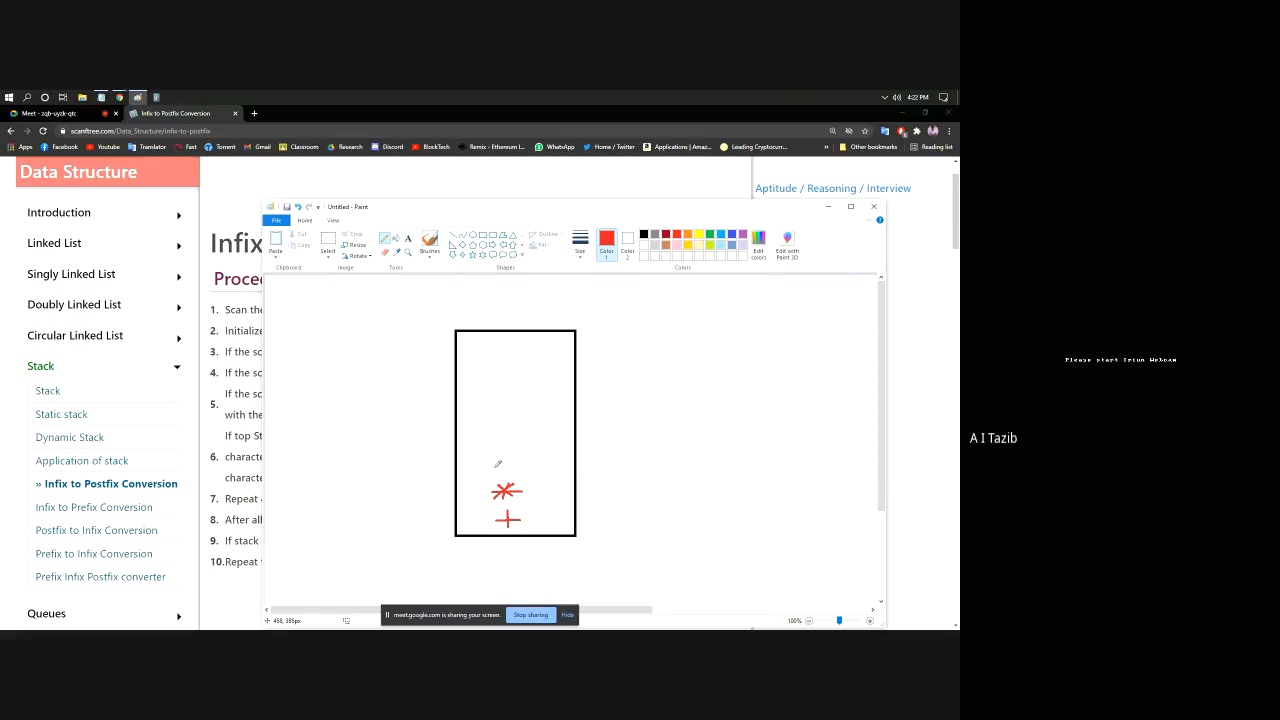 4:22 PM
Meet - zqb-uyzk-qtc
Infix to Postfix Conversion
scanftree.com/Data_Structure/infix-to-postfix
Apps Facebook Youtube Translator Fast Torrent Gmail Classroom Research Discord BlockTech Remix - Ethereum I... WhatsApp Home / Twitter Applications | Amaz... Leading Cryptocurr... » Other bookmarks Reading list
Data Structure
Introduction
Linked List
Singly Linked List
Doubly Linked List
Circular Linked List
Stack
Stack
Static stack
Dynamic Stack
Application of stack
» Infix to Postfix Conversion
Infix to Prefix Conversion
Postfix to Infix Conversion
Prefix to Infix Conversion
Prefix Infix Postfix converter
Queues
Infix
Proce
1. Scan the
2. Initialize
3. If the sc
4. If the sc
If the sc
5.
with the
If top St
6. characte
characte
7. Repeat
8. After all
9. If stack
10.Repeat
Aptitude / Reasoning / Interview
Untitled - Paint
File Home View
Paste
Cut
Copy
Clipboard
Select
Crop
Resize
Rotate
Image
A
Tools
Brushes
Outline
Fill
Shapes
Size
Color 1
Color 2
Edit colors
Edit with Paint 3D
Colors
*
+
meet.google.com is sharing your screen.
Stop sharing
Hide
458, 385px
100%
Please start Iriun Webcam
A I Tazib